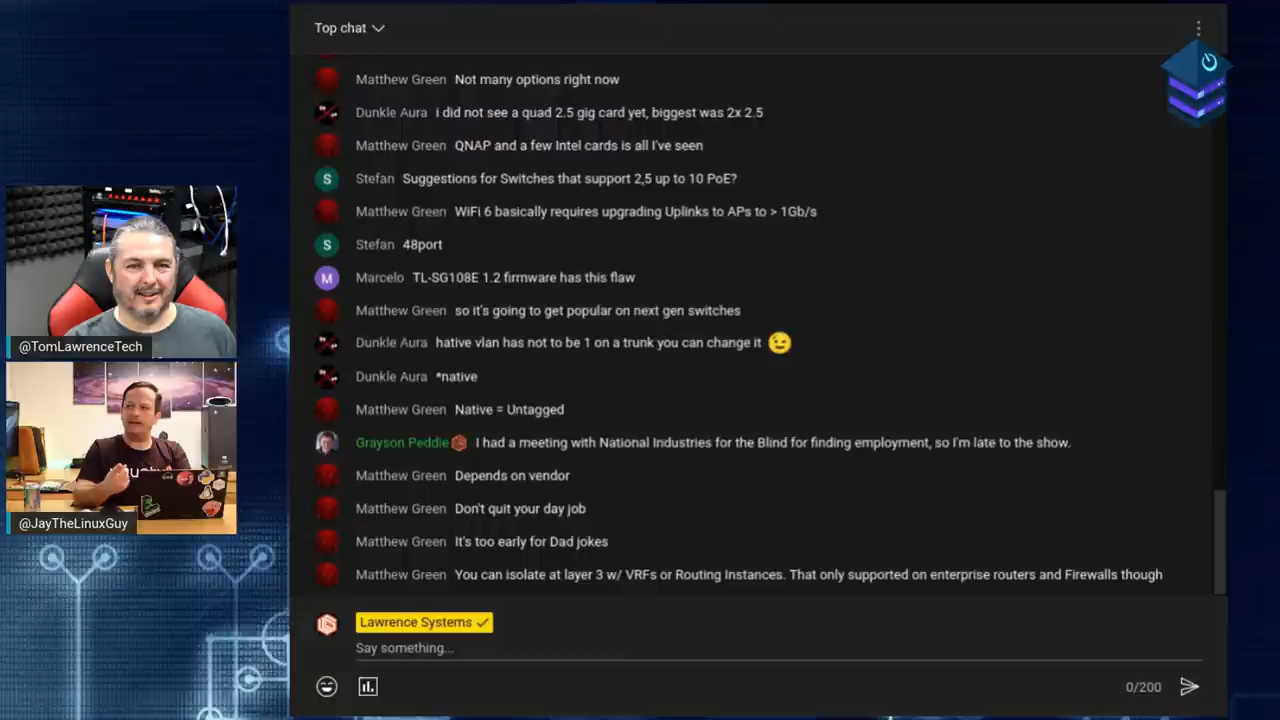 Top chat
Matthew Green Not many options right now
Dunkle Aura i did not see a quad 2.5 gig card yet, biggest was 2x 2.5
Matthew Green QNAP and a few Intel cards is all I've seen
S Stefan Suggestions for Switches that support 2,5 up to 10 PoE?
Matthew Green WiFi 6 basically requires upgrading Uplinks to APs to > 1Gb/s
S Stefan 48port
M Marcelo TL-SG108E 1.2 firmware has this flaw
Matthew Green so it's going to get popular on next gen switches
Dunkle Aura hative vlan has not to be 1 on a trunk you can change it 😉
Dunkle Aura *native
Matthew Green Native = Untagged
Grayson Peddie I had a meeting with National Industries for the Blind for finding employment, so I'm late to the show.
Matthew Green Depends on vendor
Matthew Green Don't quit your day job
Matthew Green It's too early for Dad jokes
Matthew Green You can isolate at layer 3 w/ VRFs or Routing Instances. That only supported on enterprise routers and Firewalls though
Lawrence Systems ✓
Say something...
0/200
@TomLawrenceTech
@JayTheLinuxGuy